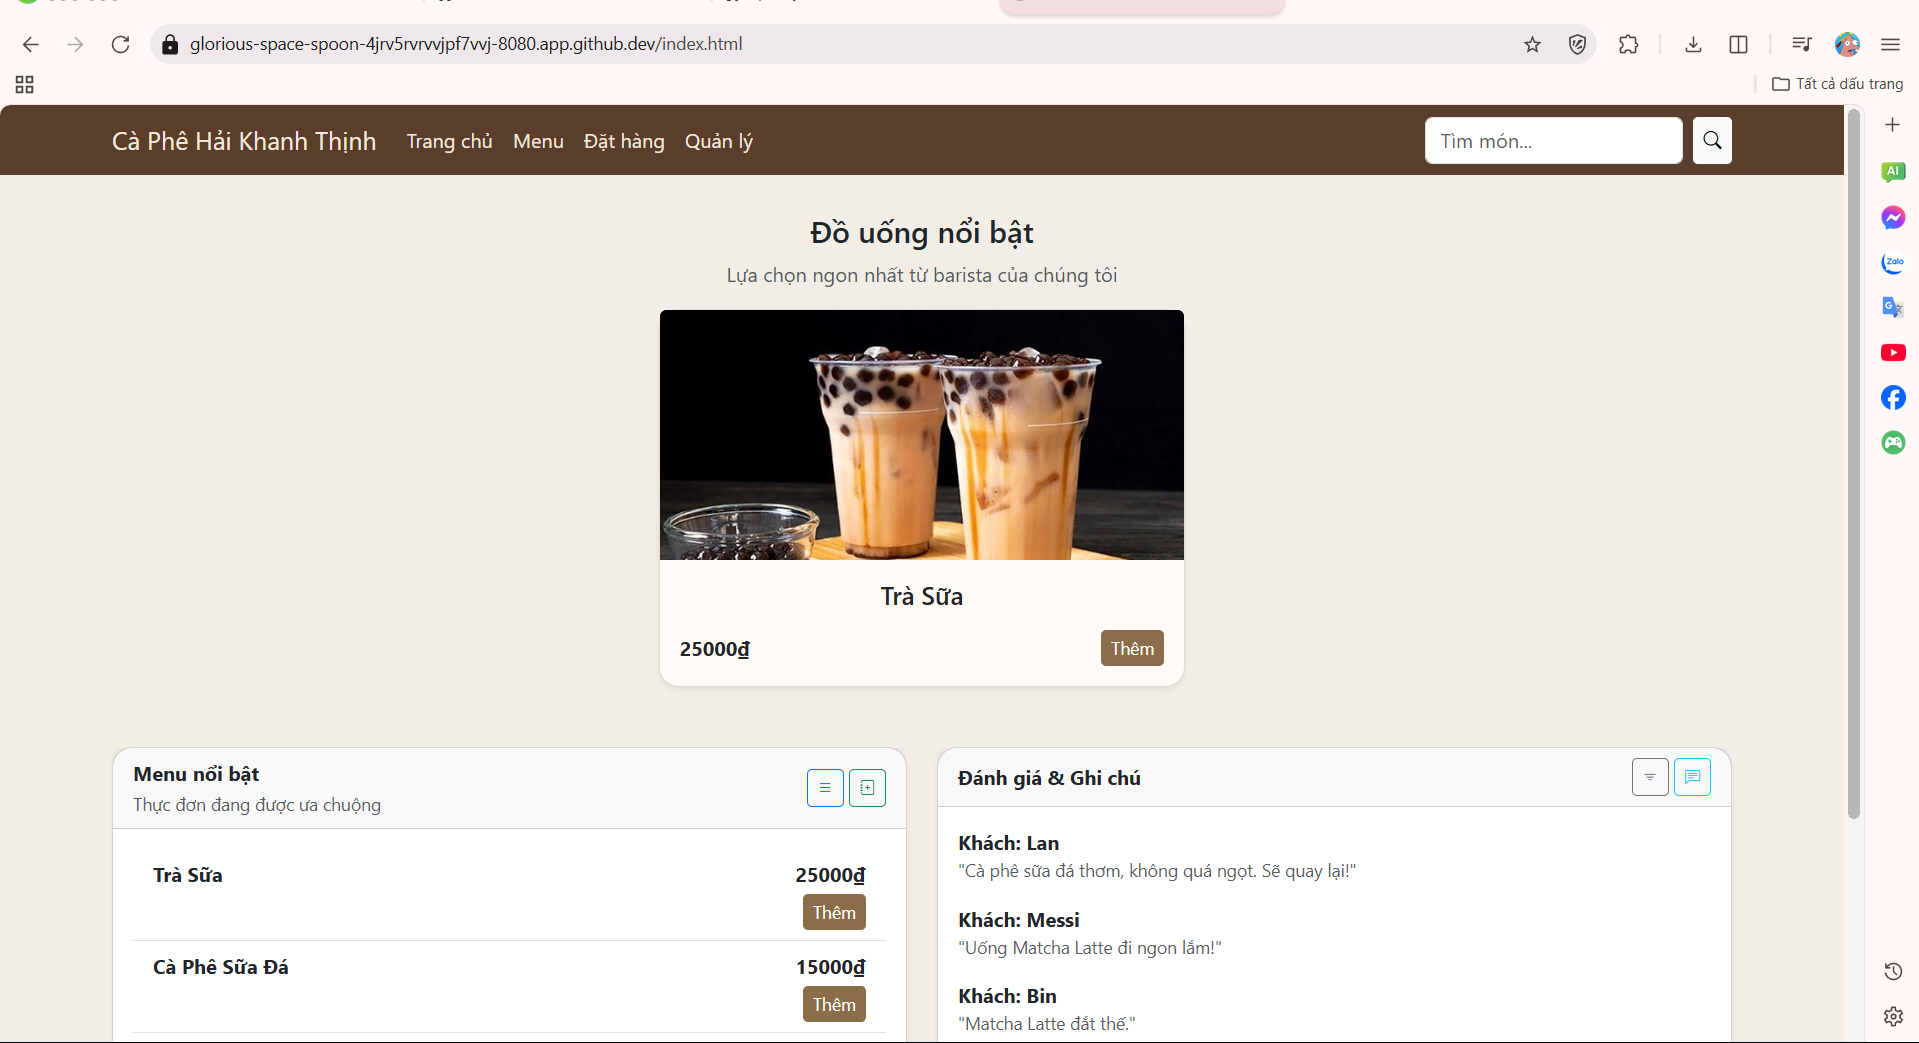 glorious-space-spoon-4jrv5rvrvvjpf7vvj-8080.app.github.dev/index.html
Tất cả dấu trang
Cà Phê Hải Khanh Thịnh Trang chủ Menu Đặt hàng Quản lý Tìm món...
Đồ uống nổi bật
Lựa chọn ngon nhất từ barista của chúng tôi
Trà Sữa
25000₫ Thêm
Menu nổi bật
Thực đơn đang được ưa chuộng
Trà Sữa 25000₫
Thêm
Cà Phê Sữa Đá 15000₫
Thêm
Đánh giá & Ghi chú
Khách: Lan
"Cà phê sữa đá thơm, không quá ngọt. Sẽ quay lại!"
Khách: Messi
"Uống Matcha Latte đi ngon lắm!"
Khách: Bin
"Matcha Latte đắt thế."
AI
Zalo